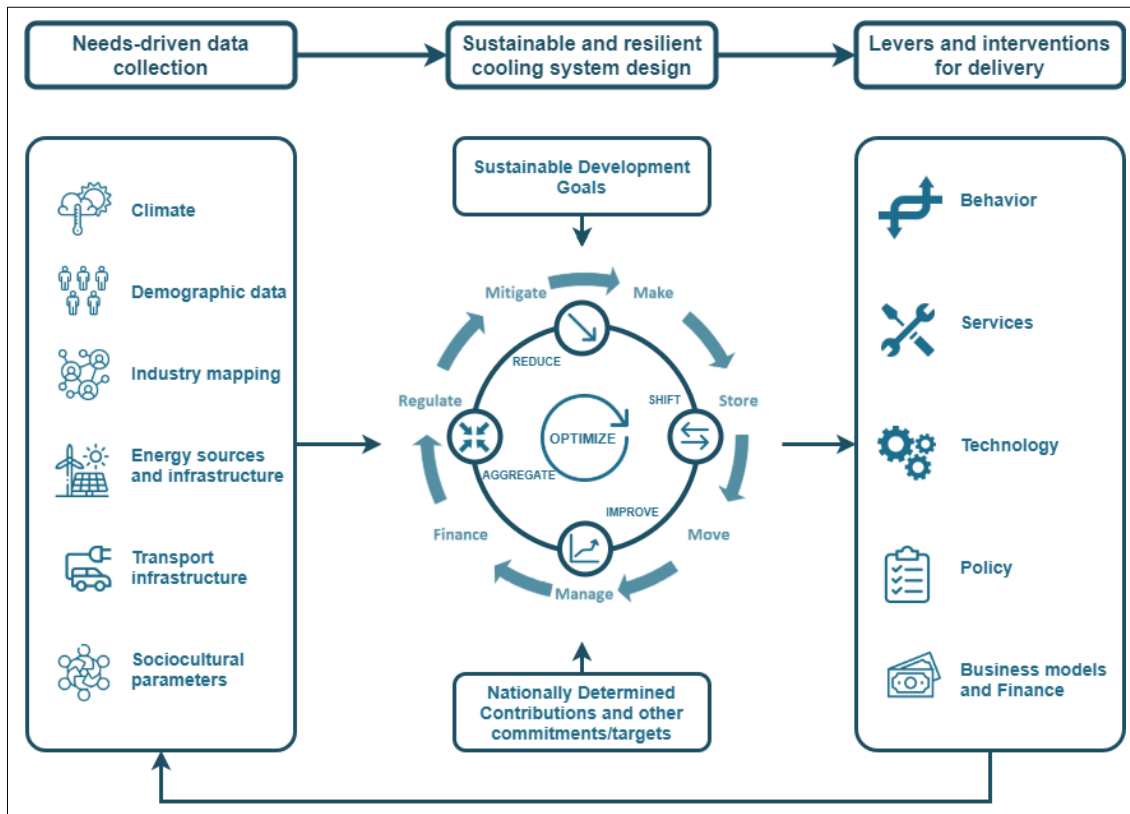 Needs-driven data
collection
Sustainable and resilient
cooling system design
Levers and interventions
for delivery
Climate
Demographic data
Industry mapping
Energy sources
and infrastructure
Transport
infrastructure
Sociocultural
parameters
Sustainable Development
Goals
Mitigate
Make
REDUCE
Regulate
SHIFT
Store
OPTIMIZE
AGGREGATE
IMPROVE
Finance
Move
Manage
Nationally Determined
Contributions and other
commitments/targets
Behavior
Services
Technology
Policy
Business models
and Finance